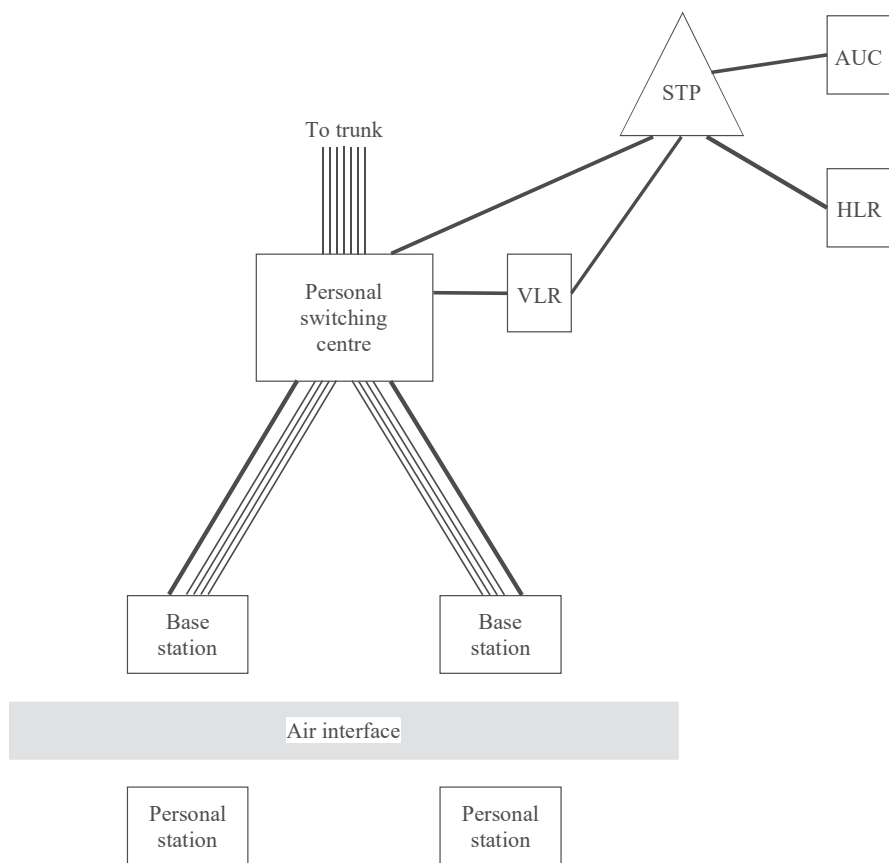 AUC
STP
To trunk
HLR
Personal
switching
centre
VLR
Base
station
Base
station
Air interface
Personal
station
Personal
station